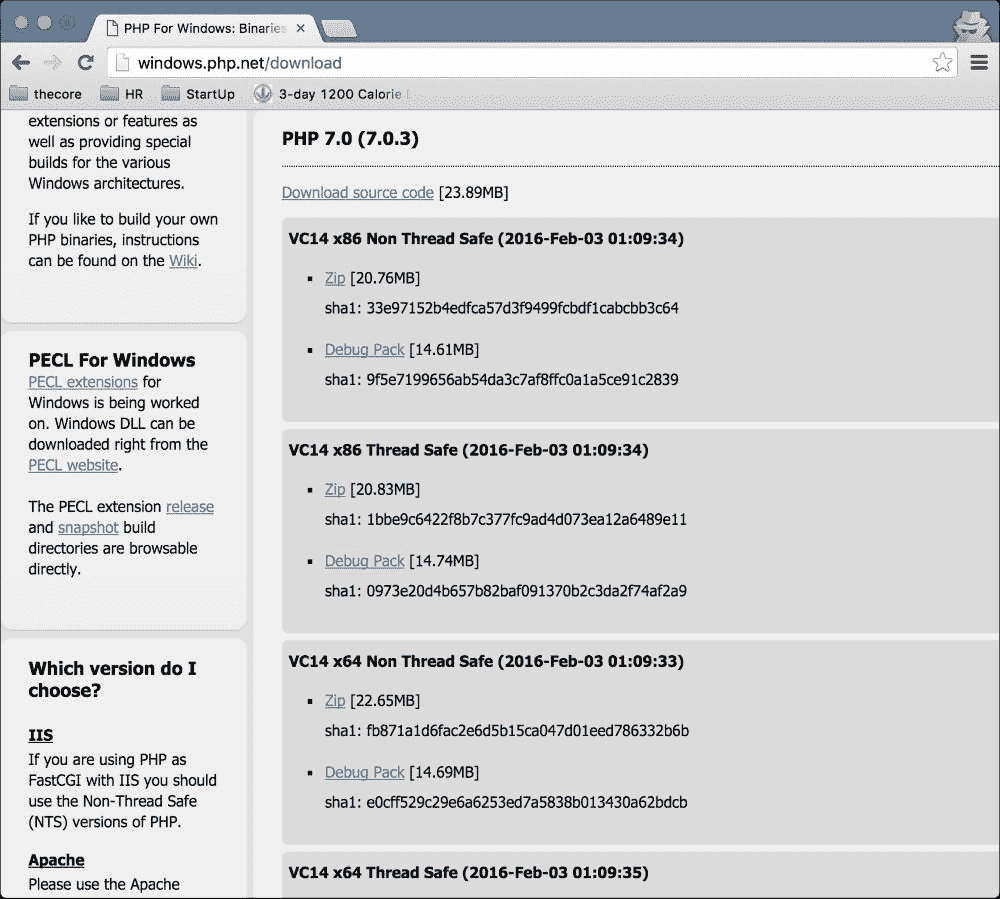 PHP For Windows: Binaries
windows.php.net/download
thecore
HR
StartUp
3-day 1200 Calorie
extensions or features as
well as providing special
builds for the various
Windows architectures.
If you like to build your own
PHP binaries, instructions
can be found on the Wiki.
PECL For Windows
PECL extensions for
Windows is being worked
on. Windows DLL can be
downloaded right from the
PECL website.
The PECL extension release
and snapshot build
directories are browsable
directly.
Which version do I
choose?
IIS
If you are using PHP as
FastCGI with IIS you should
use the Non-Thread Safe
(NTS) versions of PHP.
Apache
Please use the Apache
PHP 7.0 (7.0.3)
Download source code [23.89MB]
VC14 x86 Non Thread Safe (2016-Feb-03 01:09:34)
Zip [20.76MB]
sha1: 33e97152b4edfca57d3f9499fcbdf1cabcbb3c64
Debug Pack [14.61MB]
sha1: 9f5e7199656ab54da3c7af8ffc0a1a5ce91c2839
VC14 x86 Thread Safe (2016-Feb-03 01:09:34)
Zip [20.83MB]
sha1: 1bbe9c6422f8b7c377fc9ad4d073ea12a6489e11
Debug Pack [14.74MB]
sha1: 0973e20d4b657b82baf091370b2c3da2f74af2a9
VC14 x64 Non Thread Safe (2016-Feb-03 01:09:33)
Zip [22.65MB]
sha1: fb871a1d6fac2e6d5b15ca047d01eed786332b6b
Debug Pack [14.69MB]
sha1: e0cff529c29e6a6253ed7a5838b013430a62bdcb
VC14 x64 Thread Safe (2016-Feb-03 01:09:35)